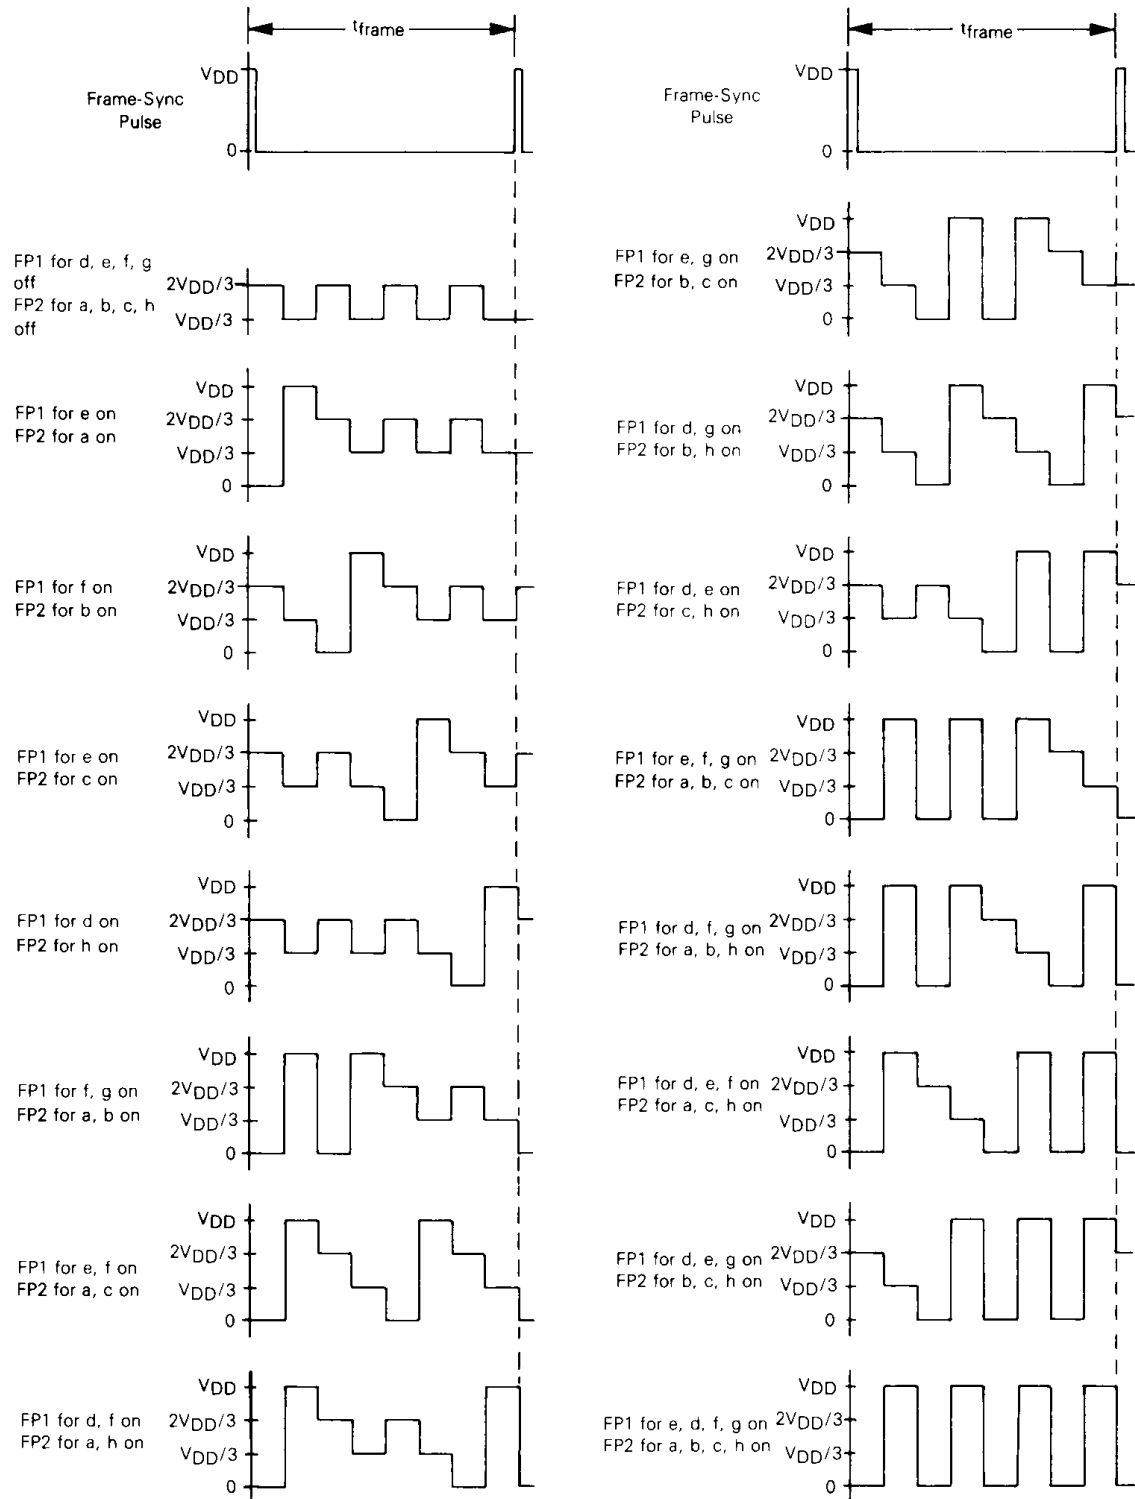 tframe
VDD
Frame-Sync
Pulse
0
FP1 for d, e, f, g
off
FP2 for a, b, c, h
off
2VDD/3
VDD/3
FP1 for e on
FP2 for a on
VDD
2VDD/3
VDD/3
0
FP1 for f on
FP2 for b on
VDD
2VDD/3
VDD/3
0
FP1 for e on
FP2 for c on
VDD
2VDD/3
VDD/3
0
FP1 for d on
FP2 for h on
VDD
2VDD/3
VDD/3
0
FP1 for f, g on
FP2 for a, b on
VDD
2VDD/3
VDD/3
0
FP1 for e, f on
FP2 for a, c on
VDD
2VDD/3
VDD/3
0
FP1 for d, f on
FP2 for a, h on
VDD
2VDD/3
VDD/3
0
tframe
VDD
Frame-Sync
Pulse
0
FP1 for e, g on
FP2 for b, c on
VDD
2VDD/3
VDD/3
0
FP1 for d, g on
FP2 for b, h on
VDD
2VDD/3
VDD/3
0
FP1 for d, e on
FP2 for c, h on
VDD
2VDD/3
VDD/3
0
FP1 for e, f, g on
FP2 for a, b, c on
VDD
2VDD/3
VDD/3
0
FP1 for d, f, g on
FP2 for a, b, h on
VDD
2VDD/3
VDD/3
0
FP1 for d, e, f on
FP2 for a, c, h on
VDD
2VDD/3
VDD/3
0
FP1 for d, e, g on
FP2 for b, c, h on
VDD
2VDD/3
VDD/3
0
FP1 for e, d, f, g on
FP2 for a, b, c, h on
VDD
2VDD/3
VDD/3
0